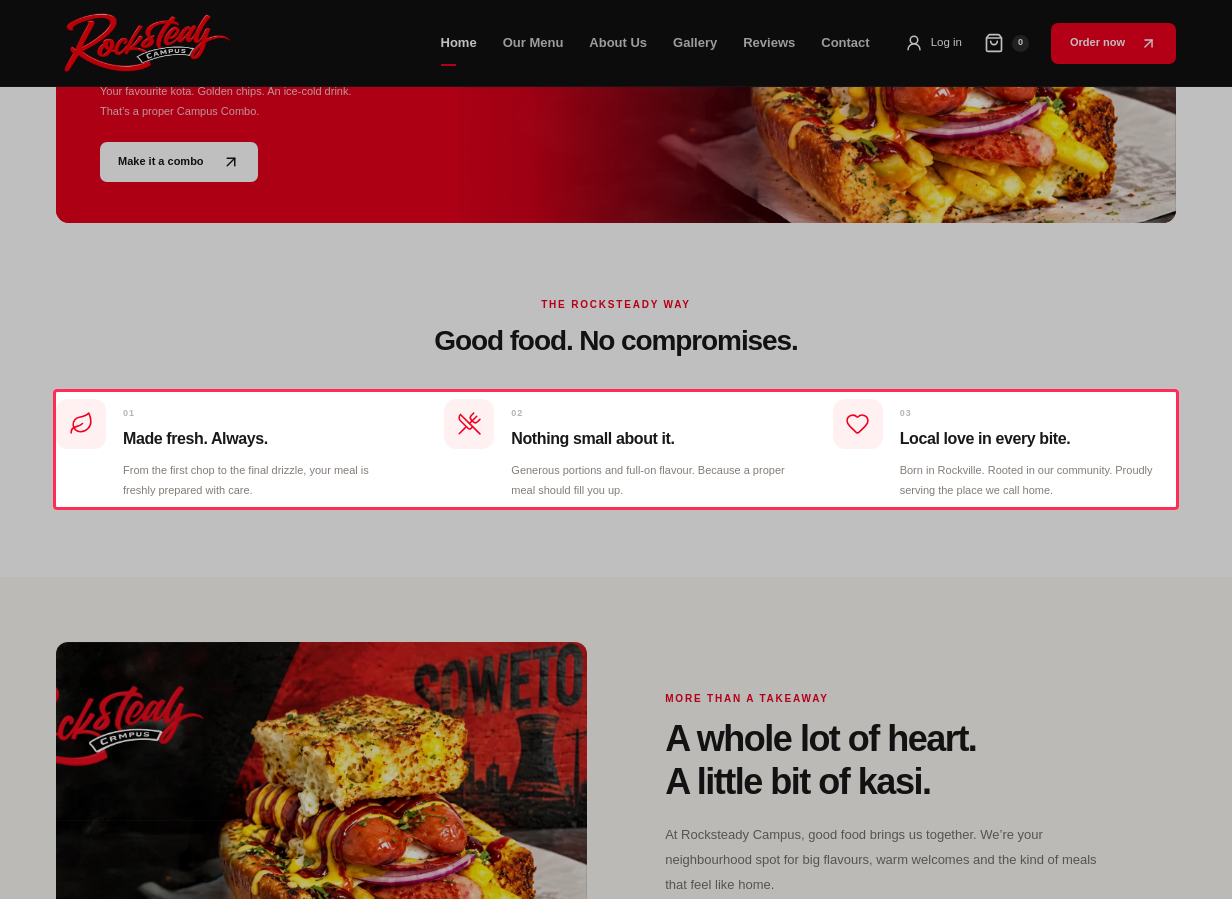 Rocksteady
CAMPUS
Home
Our Menu
About Us
Gallery
Reviews
Contact
Log in
0
Order now
Your favourite kota. Golden chips. An ice-cold drink.
That's a proper Campus Combo.
Make it a combo
THE ROCKSTEADY WAY
Good food. No compromises.
01
Made fresh. Always.
From the first chop to the final drizzle, your meal is
freshly prepared with care.
02
Nothing small about it.
Generous portions and full-on flavour. Because a proper
meal should fill you up.
03
Local love in every bite.
Born in Rockville. Rooted in our community. Proudly
serving the place we call home.
SOWETO
cksteady
CAMPUS
MORE THAN A TAKEAWAY
A whole lot of heart.
A little bit of kasi.
At Rocksteady Campus, good food brings us together. We’re your
neighbourhood spot for big flavours, warm welcomes and the kind of meals
that feel like home.